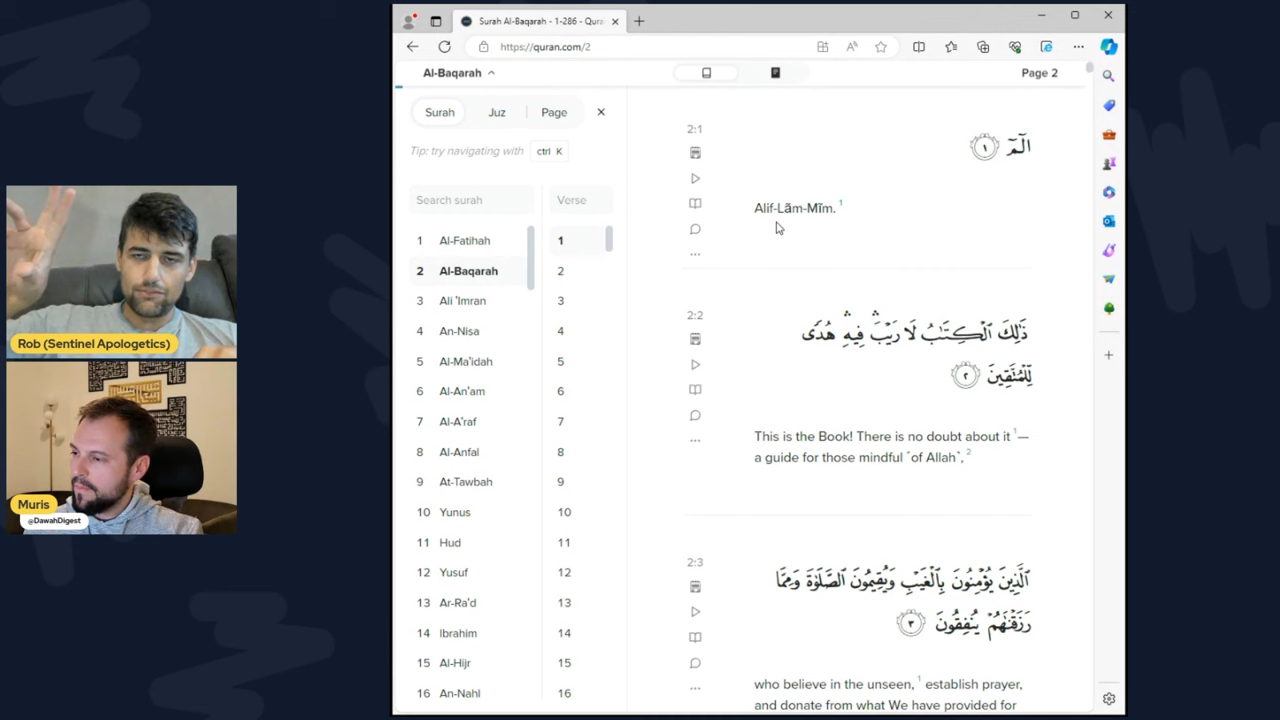 Surah Al-Baqarah - 1-286 - Qura
https://quran.com/2
Al-Baqarah
Page 2
Surah
Juz
Page
Tip: try navigating with ctrl K
Search surah
Verse
1 Al-Fatihah
2 Al-Baqarah
3 Ali 'Imran
4 An-Nisa
5 Al-Ma'idah
6 Al-An'am
7 Al-A'raf
8 Al-Anfal
9 At-Tawbah
10 Yunus
11 Hud
12 Yusuf
13 Ar-Ra'd
14 Ibrahim
15 Al-Hijr
16 An-Nahl
1
2
3
4
5
6
7
8
9
10
11
12
13
14
15
16
2:1
الٓمٓ ١
Alif-Lãm-Mĩm. 1
2:2
ذَٰلِكَ ٱلْكِتَـٰبُ لَا رَيْبَ ۛ فِيهِ ۛ هُدًى
لِّلْمُتَّقِينَ ٢
This is the Book! There is no doubt about it 1—
a guide for those mindful ˹of Allah˺, 2
2:3
ٱلَّذِينَ يُؤْمِنُونَ بِٱلْغَيْبِ وَيُقِيمُونَ ٱلصَّلَوٰةَ وَمِمَّا
رَزَقْنَـٰهُمْ يُنفِقُونَ ٣
who believe in the unseen, 1 establish prayer,
and donate from what We have provided for
Rob (Sentinel Apologetics)
Muris
@DawahDigest